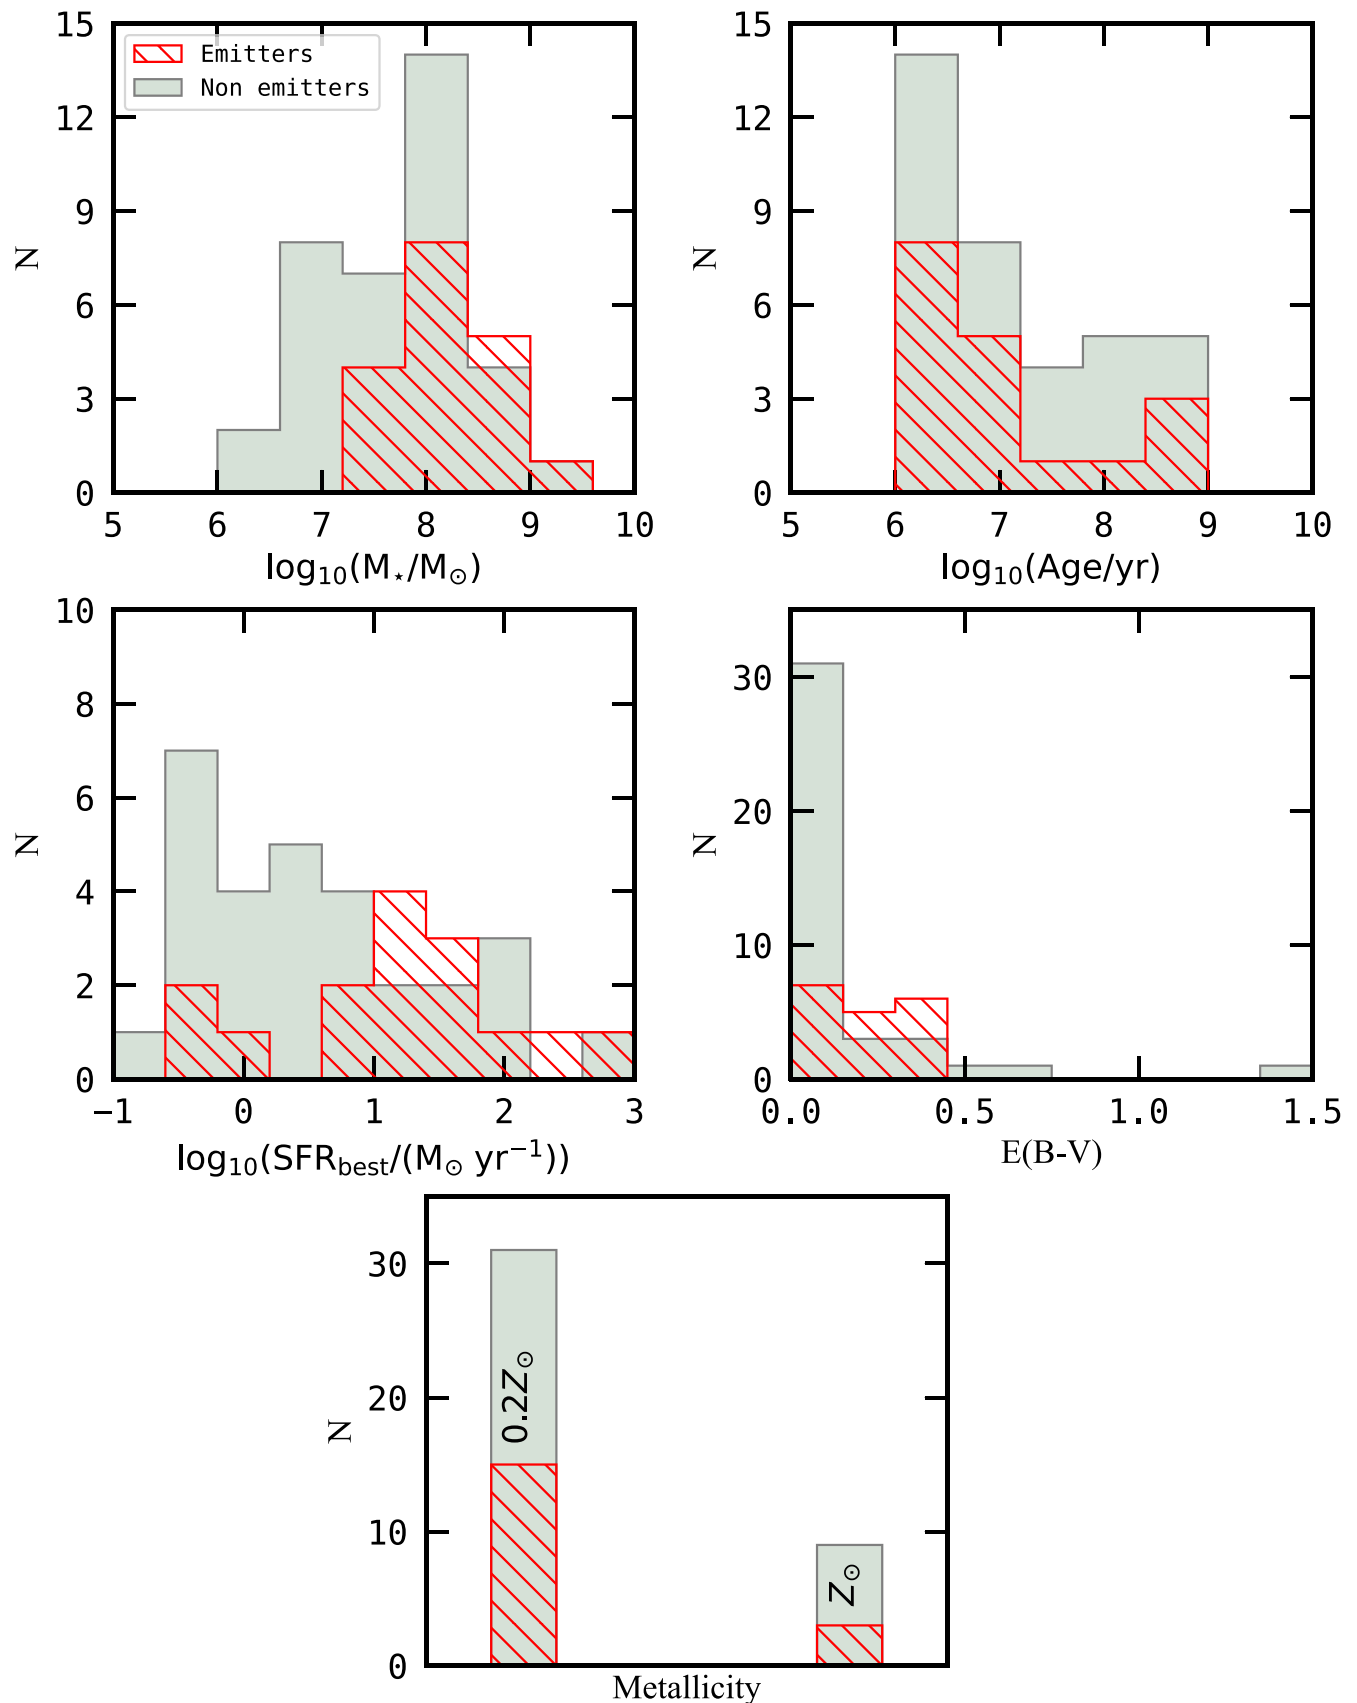 15
12
9
6
3
0
N
Emitters
Non emitters
5 6 7 8 9 10
log₁₀(M⋆/M⊙)
15
12
9
6
3
0
N
5 6 7 8 9 10
log₁₀(Age/yr)
10
8
6
4
2
0
N
−1 0 1 2 3
log₁₀(SFR_best/(M⊙ yr⁻¹))
30
20
10
0
N
0.0 0.5 1.0 1.5
E(B-V)
30
20
10
0
N
0.2Z⊙
Z⊙
Metallicity